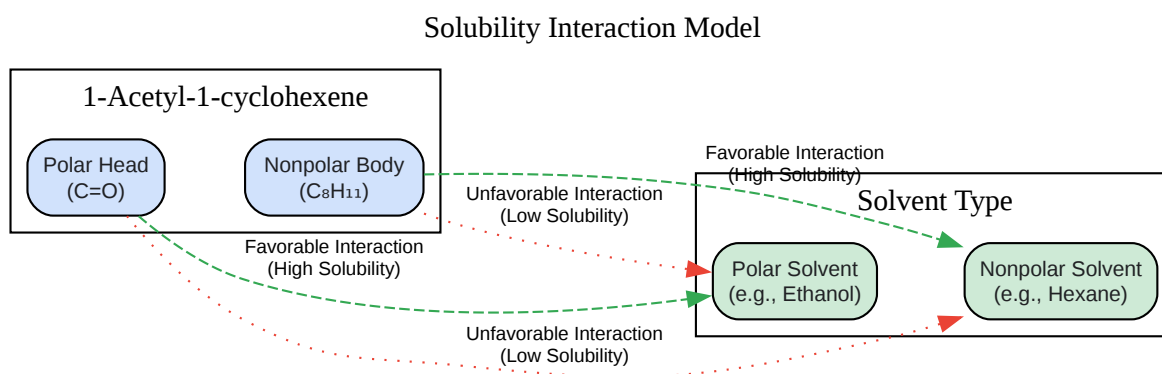 Solubility Interaction Model
1-Acetyl-1-cyclohexene
Polar Head
(C=O)
Nonpolar Body
(C₈H₁₁)
Favorable Interaction
(High Solubility)
Unfavorable Interaction
(Low Solubility)
Favorable Interaction
(High Solubility)
Unfavorable Interaction
(Low Solubility)
Solvent Type
Polar Solvent
(e.g., Ethanol)
Nonpolar Solvent
(e.g., Hexane)